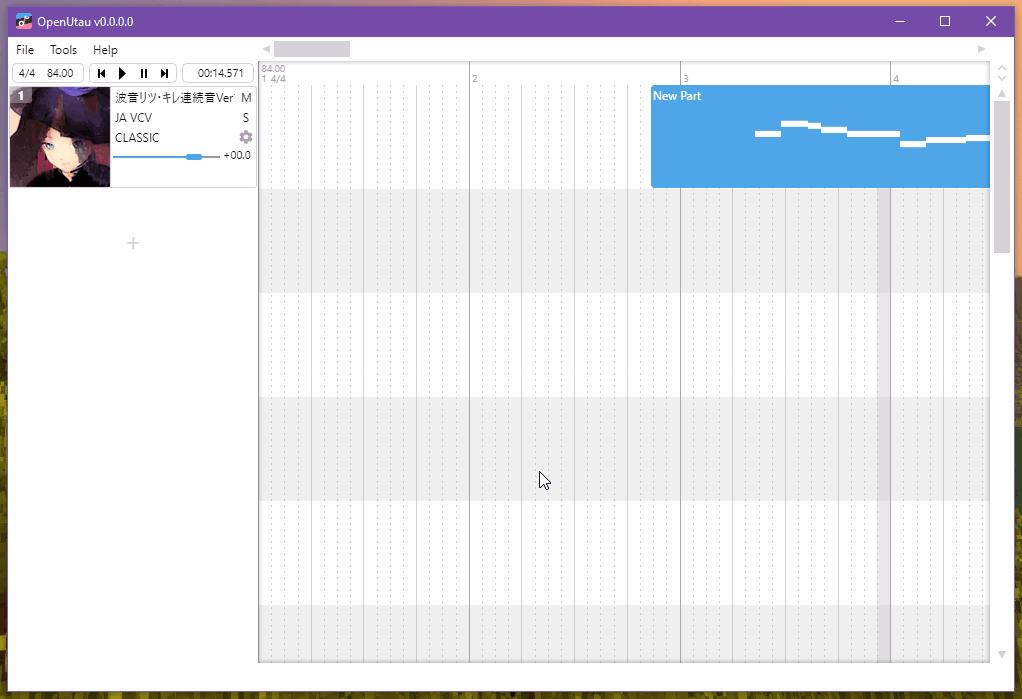 OpenUtau v0.0.0.0
File Tools Help
4/4 84.00 00:14.571
84.00
1 4/4 2 3 4
1
波音リツ・キレ連続音Ver M
JA VCV S
CLASSIC
+00.0
New Part